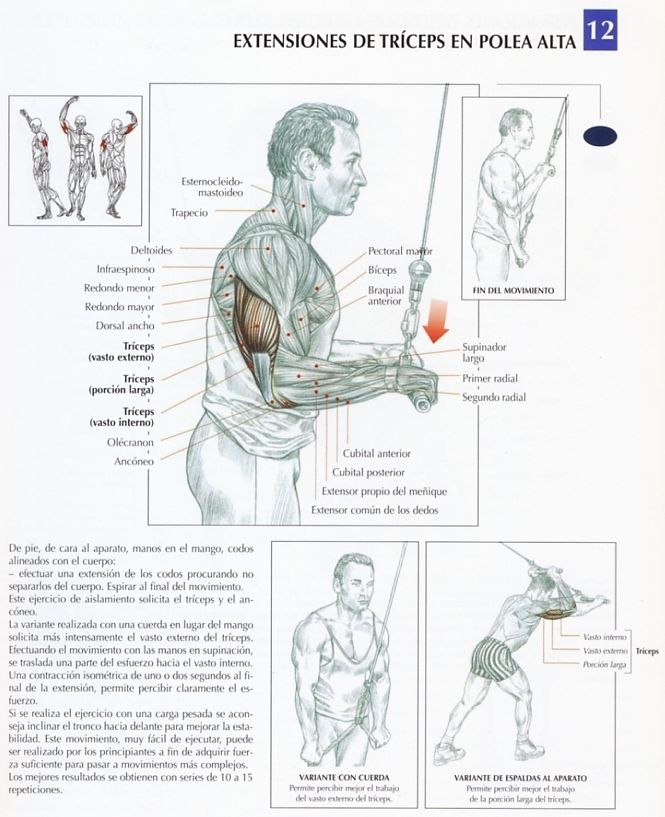 EXTENSIONES DE TRÍCEPS EN POLEA ALTA 12
Esternocleido-
mastoideo
Trapecio
Deltoides
Infraespinoso
Redondo menor
Redondo mayor
Dorsal ancho
Tríceps
(vasto externo)
Tríceps
(porción larga)
Tríceps
(vasto interno)
Olécranon
Ancóneo
Pectoral mayor
Bíceps
Braquial
anterior
FIN DEL MOVIMIENTO
Supinador
largo
Primer radial
Segundo radial
Cubital anterior
Cubital posterior
Extensor propio del meñique
Extensor común de los dedos
De pie, de cara al aparato, manos en el mango, codos
alineados con el cuerpo:
– efectuar una extensión de los codos procurando no
separarlos del cuerpo. Espirar al final del movimiento.
Este ejercicio de aislamiento solicita el tríceps y el an-
cóneo.
La variante realizada con una cuerda en lugar del mango
solicita más intensamente el vasto externo del tríceps.
Efectuando el movimiento con las manos en supinación,
se traslada una parte del esfuerzo hacia el vasto interno.
Una contracción isométrica de uno o dos segundos al fi-
nal de la extensión, permite percibir claramente el es-
fuerzo.
Si se realiza el ejercicio con una carga pesada se acon-
seja inclinar el tronco hacia delante para mejorar la esta-
bilidad. Este movimiento, muy fácil de ejecutar, puede
ser realizado por los principiantes a fin de adquirir fuer-
za suficiente para pasar a movimientos más complejos.
Los mejores resultados se obtienen con series de 10 a 15
repeticiones.
VARIANTE CON CUERDA
Permite percibir mejor el trabajo
del vasto externo del tríceps.
Vasto interno
Vasto externo
Porción larga
Tríceps
VARIANTE DE ESPALDAS AL APARATO
Permite percibir mejor el trabajo
de la porción larga del tríceps.